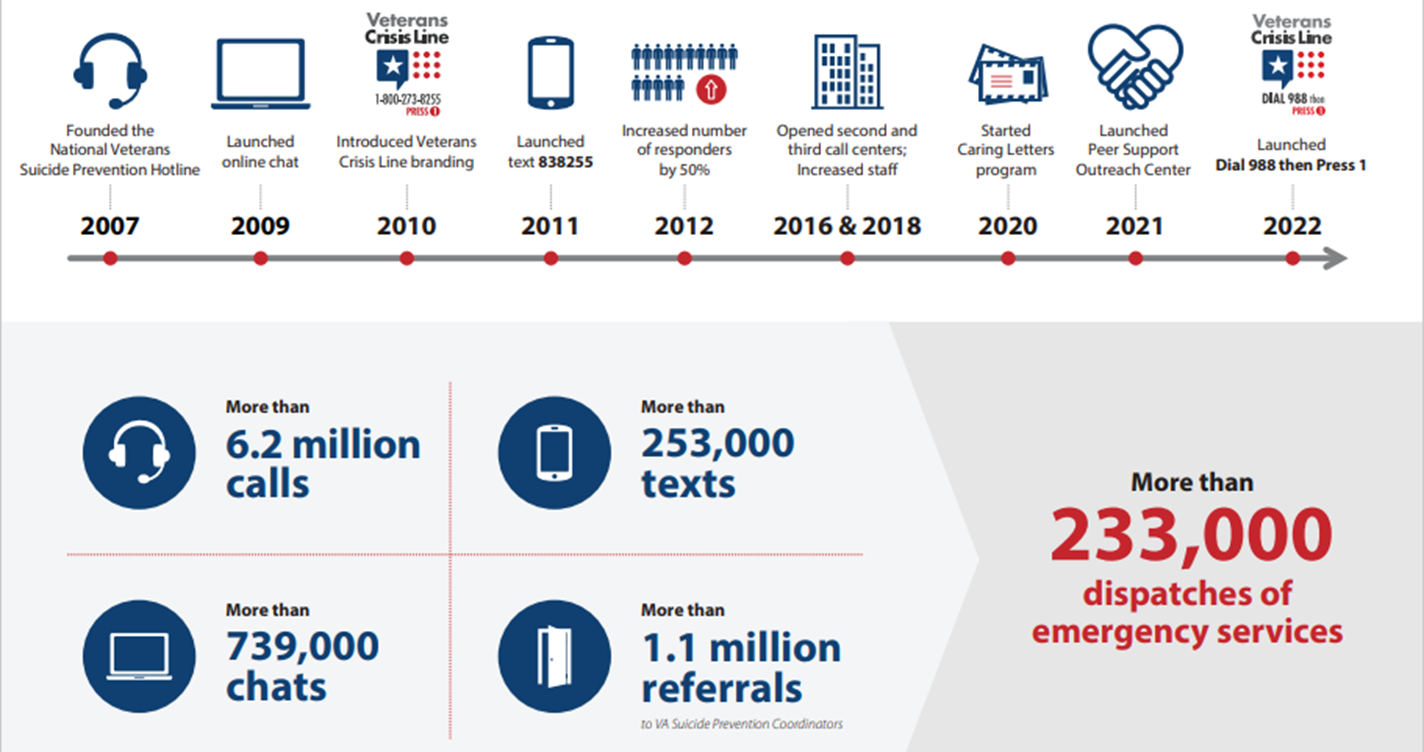 Veterans
Crisis Line
1-800-273-8255
PRESS 1
Veterans
Crisis Line
DIAL 988 then
PRESS 1
Founded the
National Veterans
Suicide Prevention Hotline
Launched
online chat
Introduced Veterans
Crisis Line branding
Launched
text 838255
Increased number
of responders
by 50%
Opened second and
third call centers;
Increased staff
Started
Caring Letters
program
Launched
Peer Support
Outreach Center
Launched
Dial 988 then Press 1
2007
2009
2010
2011
2012
2016 & 2018
2020
2021
2022
More than
6.2 million
calls
More than
253,000
texts
More than
739,000
chats
More than
1.1 million
referrals
to VA Suicide Prevention Coordinators
More than
233,000
dispatches of
emergency services